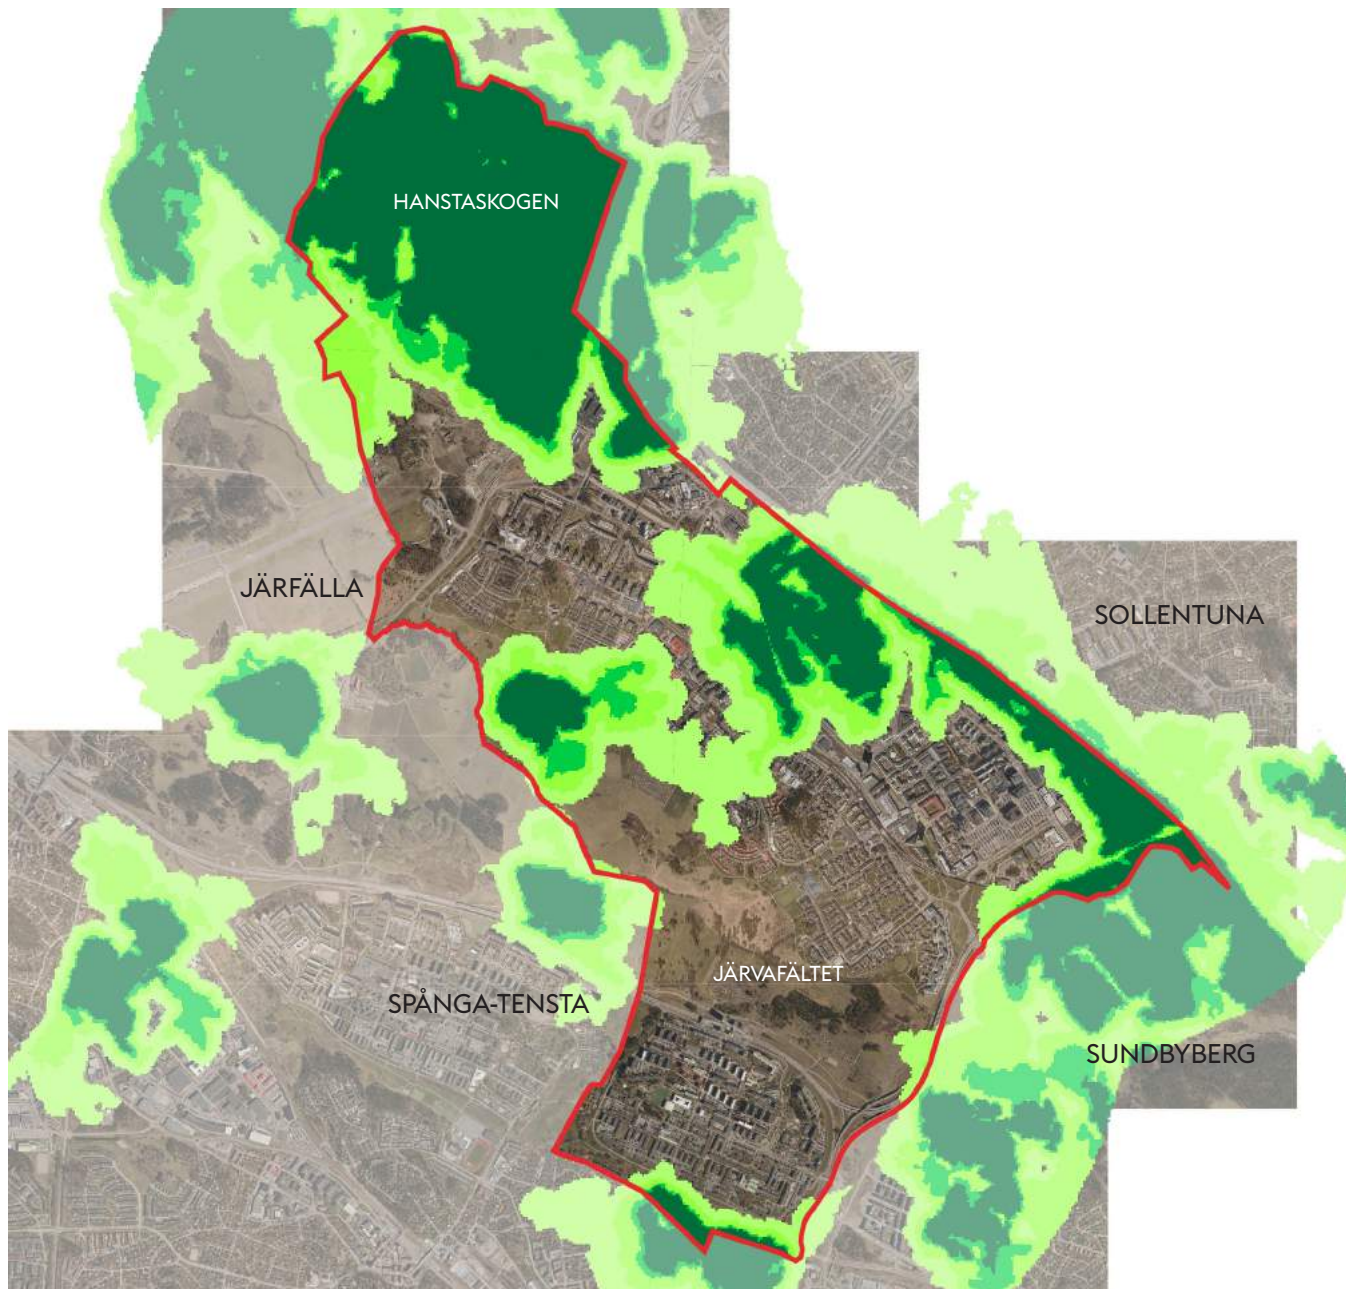 HANSTASKOGEN
JÄRFÄLLA
SOLLENTUNA
JÄRVAFÄLTET
SPÅNGA-TENSTA
SUNDBYBERG